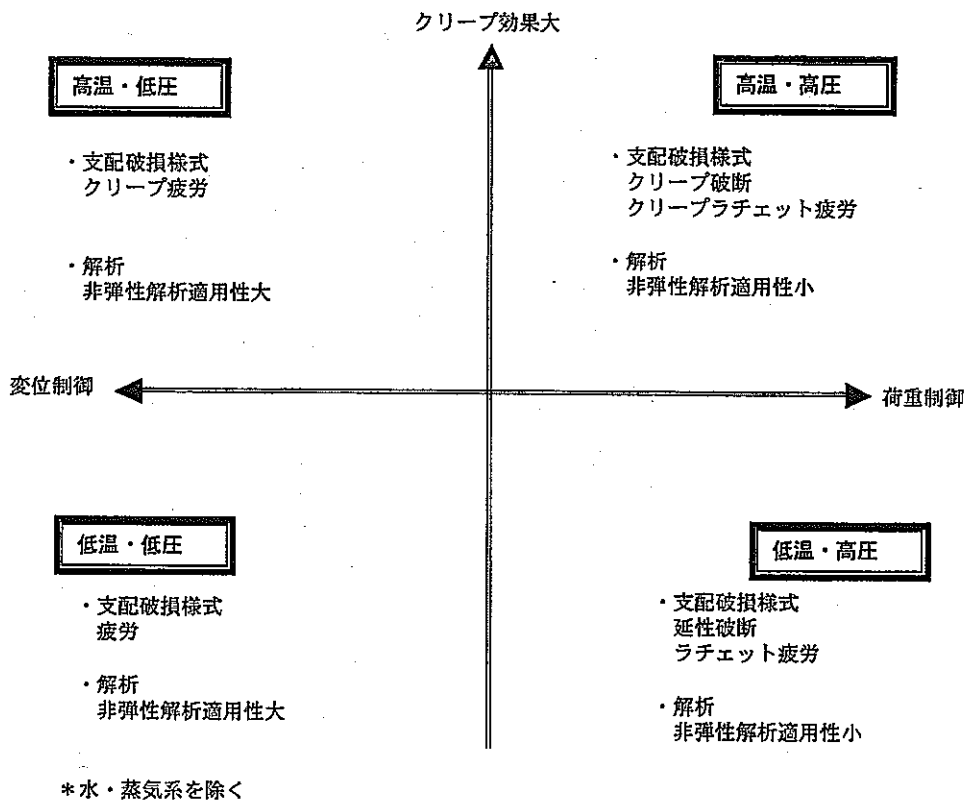 クリープ効果大
高温・低圧
・支配破損様式
クリープ疲労
・解析
非弾性解析適用性大
高温・高圧
・支配破損様式
クリープ破断
クリープラチェット疲労
・解析
非弾性解析適用性小
変位制御
荷重制御
低温・低圧
・支配破損様式
疲労
・解析
非弾性解析適用性大
低温・高圧
・支配破損様式
延性破断
ラチェット疲労
・解析
非弾性解析適用性小
＊水・蒸気系を除く